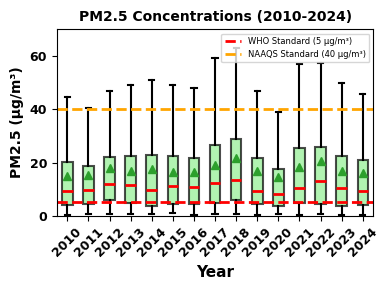 PM2.5 Concentrations (2010-2024)
WHO Standard (5 µg/m³)
NAAQS Standard (40 µg/m³)
PM2.5 (µg/m³)
60
40
20
0
2010 2011 2012 2013 2014 2015 2016 2017 2018 2019 2020 2021 2022 2023 2024
Year